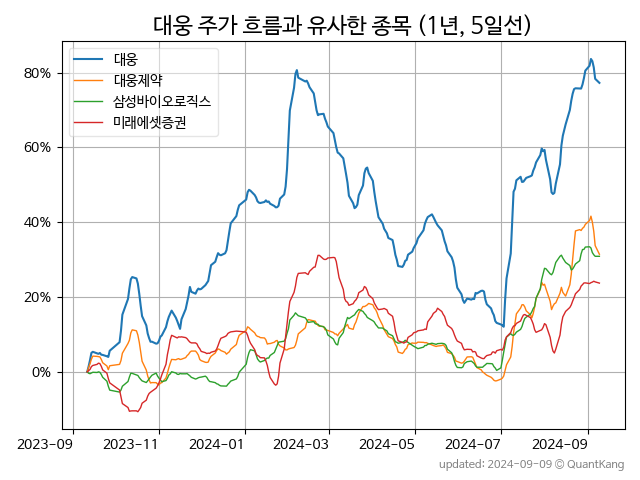 대웅 주가 흐름과 유사한 종목 (1년, 5일선)
대웅
대웅제약
삼성바이오로직스
미래에셋증권
80%
60%
40%
20%
0%
2023-09 2023-11 2024-01 2024-03 2024-05 2024-07 2024-09
updated: 2024-09-09 © QuantKang